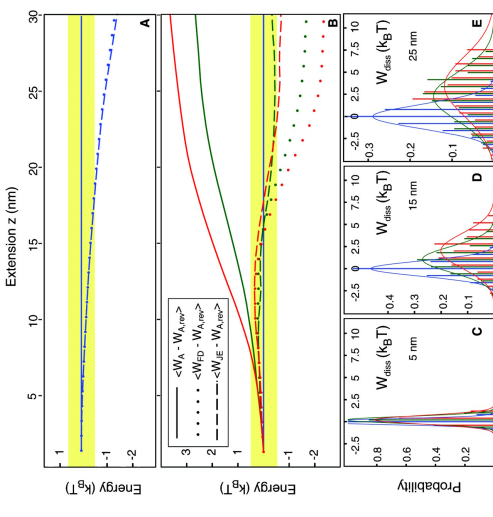 Extension z (nm)
5
10
15
20
25
30
Energy (kBT)
1
-1
-2
A
Energy (kBT)
3
2
1
-1
-2
B
<WA - WA,rev>
<WFD - WA,rev>
<WJE - WA,rev>
Probability
0.8
0.6
0.4
0.2
-2.5
0
2.5
5
7.5
10
Wdiss (kBT)
5 nm
C
0.4
0.3
0.2
0.1
-2.5
0
2.5
5
7.5
10
Wdiss (kBT)
15 nm
D
0.3
0.2
0.1
-2.5
0
2.5
5
7.5
10
Wdiss (kBT)
25 nm
E